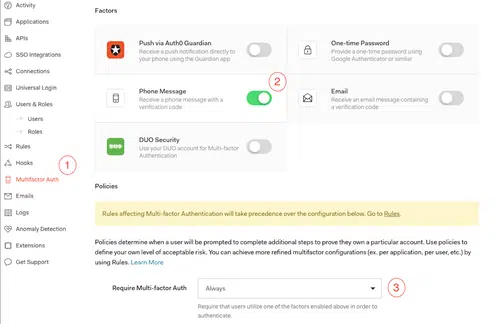 Activity
Applications
APIs
SSO Integrations
Connections
Universal Login
Users & Roles
Users
Roles
Rules
Hooks
Multifactor Auth
1
Emails
Logs
Anomaly Detection
Extensions
Get Support
Factors
Push via Auth0 Guardian
Receive a push notification directly to
your phone using the Guardian app
One-time Password
Provide a one-time password using
Google Authenticator or similar
2
Phone Message
Receive a phone message with a
verification code
Email
Receive an email message containing
a verification code
DUO
DUO Security
Use your DUO account for Multi-factor
Authentication
Policies
Rules affecting Multi-factor Authentication will take precedence over the configuration below. Go to Rules.
Policies determine when a user will be prompted to complete additional steps to prove they own a particular account. Use policies to
define your own level of acceptable risk. You can achieve more refined multifactor configurations (ex. per application, per user, etc.) by
using Rules. Learn More
Require Multi-factor Auth
Always
3
Require that users utilize one of the factors enabled above in order to
authenticate.